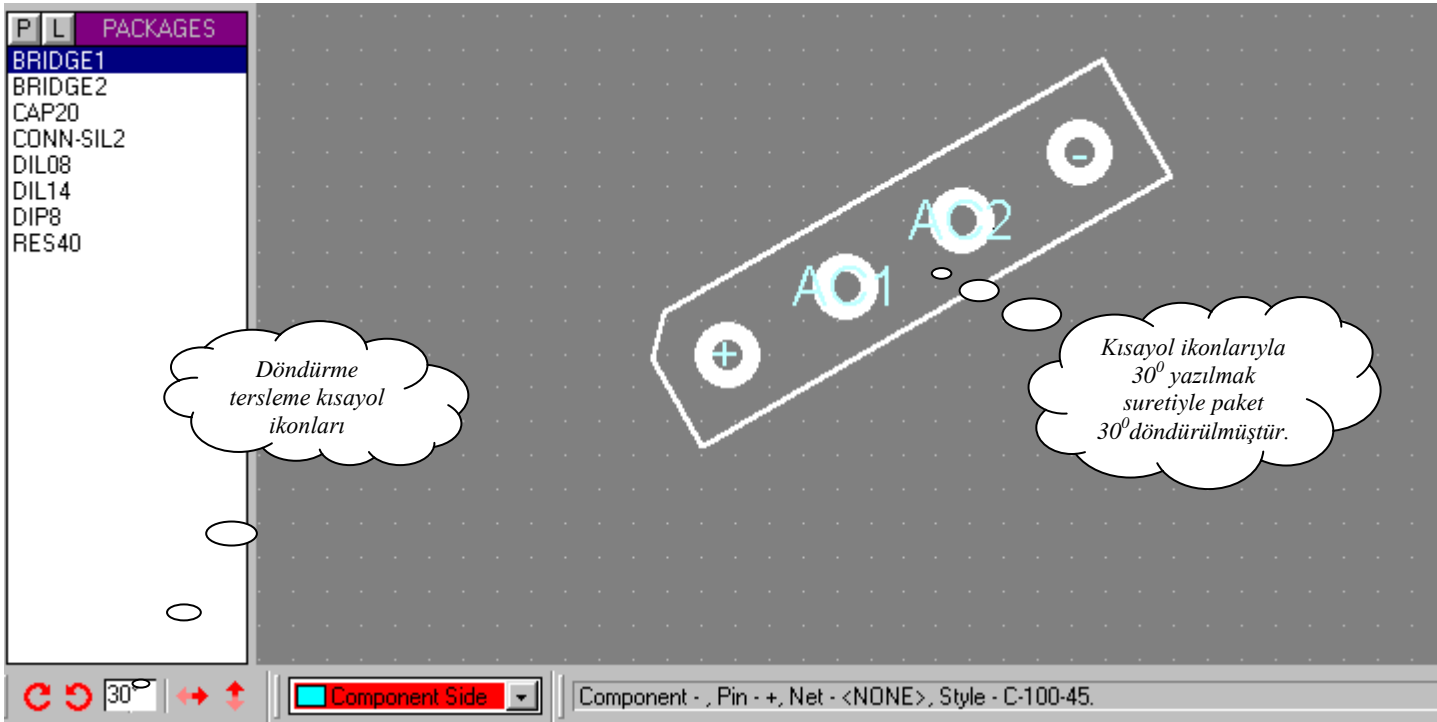 P L PACKAGES
BRIDGE1
BRIDGE2
CAP20
CONN-SIL2
DIL08
DIL14
DIP8
RES40
-
AC2
AC1
+
Döndürme
tersleme kısayol
ikonları
Kısayol ikonlarıyla
30⁰ yazılmak
suretiyle paket
30⁰döndürülmüştür.
30°
Component Side
Component - , Pin - +, Net - <NONE>, Style - C-100-45.